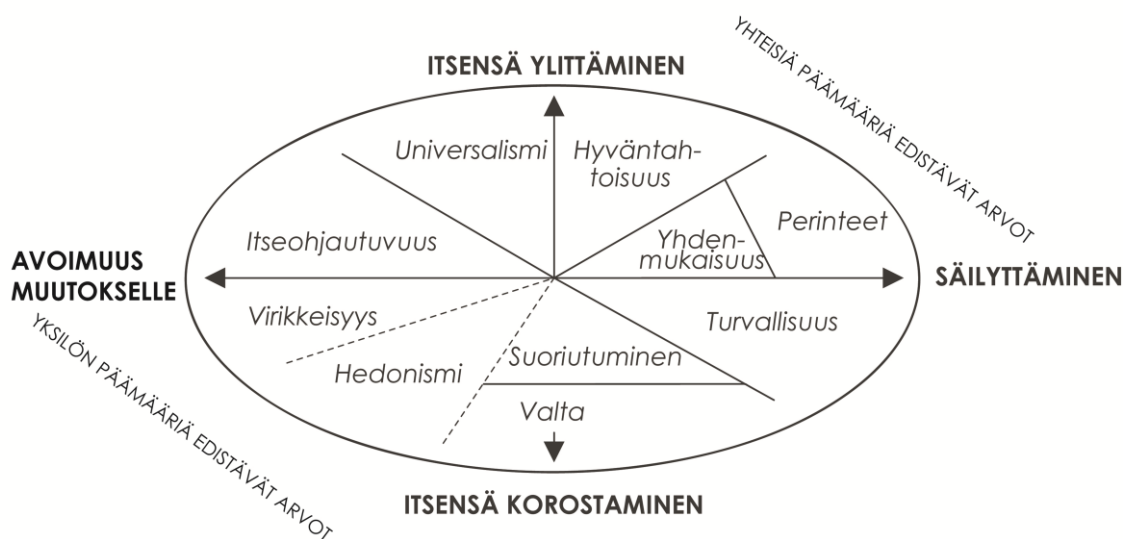 ITSENSÄ YLITTÄMINEN
YHTEISIÄ PÄÄMÄÄRIÄ EDISTÄVÄT ARVOT
Universalismi
Hyväntah-
toisuus
Perinteet
Itseohjautuvuus
Yhden-
mukaisuus
AVOIMUUS
MUUTOKSELLE
SÄILYTTÄMINEN
Virikkeisyys
Turvallisuus
Hedonismi
Suoriutuminen
Valta
YKSILÖN PÄÄMÄÄRIÄ EDISTÄVÄT ARVOT
ITSENSÄ KOROSTAMINEN